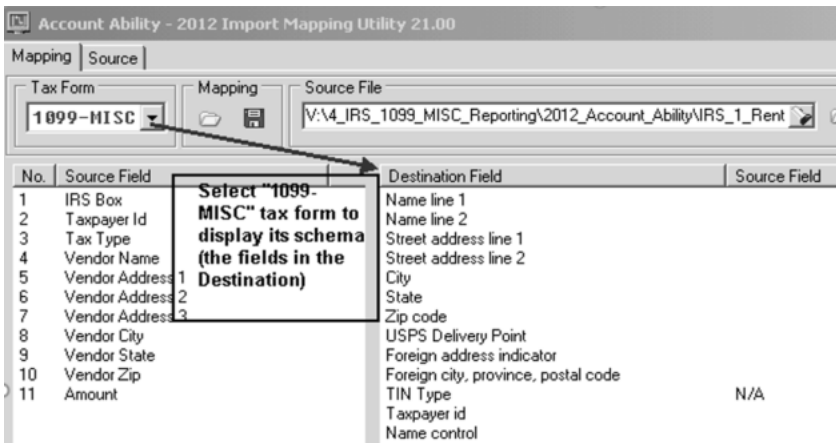 Account Ability - 2012 Import Mapping Utility 21.00
Mapping Source
Tax Form Mapping Source File
1099-MISC V:\4_IRS_1099_MISC_Reporting\2012_Account_Ability\IRS_1_Rent
No. Source Field
1 IRS Box
2 Taxpayer Id
3 Tax Type
4 Vendor Name
5 Vendor Address 1
6 Vendor Address 2
7 Vendor Address 3
8 Vendor City
9 Vendor State
10 Vendor Zip
11 Amount
Select "1099-
MISC" tax form to
display its schema
(the fields in the
Destination)
Destination Field Source Field
Name line 1
Name line 2
Street address line 1
Street address line 2
City
State
Zip code
USPS Delivery Point
Foreign address indicator
Foreign city, province, postal code
TIN Type N/A
Taxpayer id
Name control